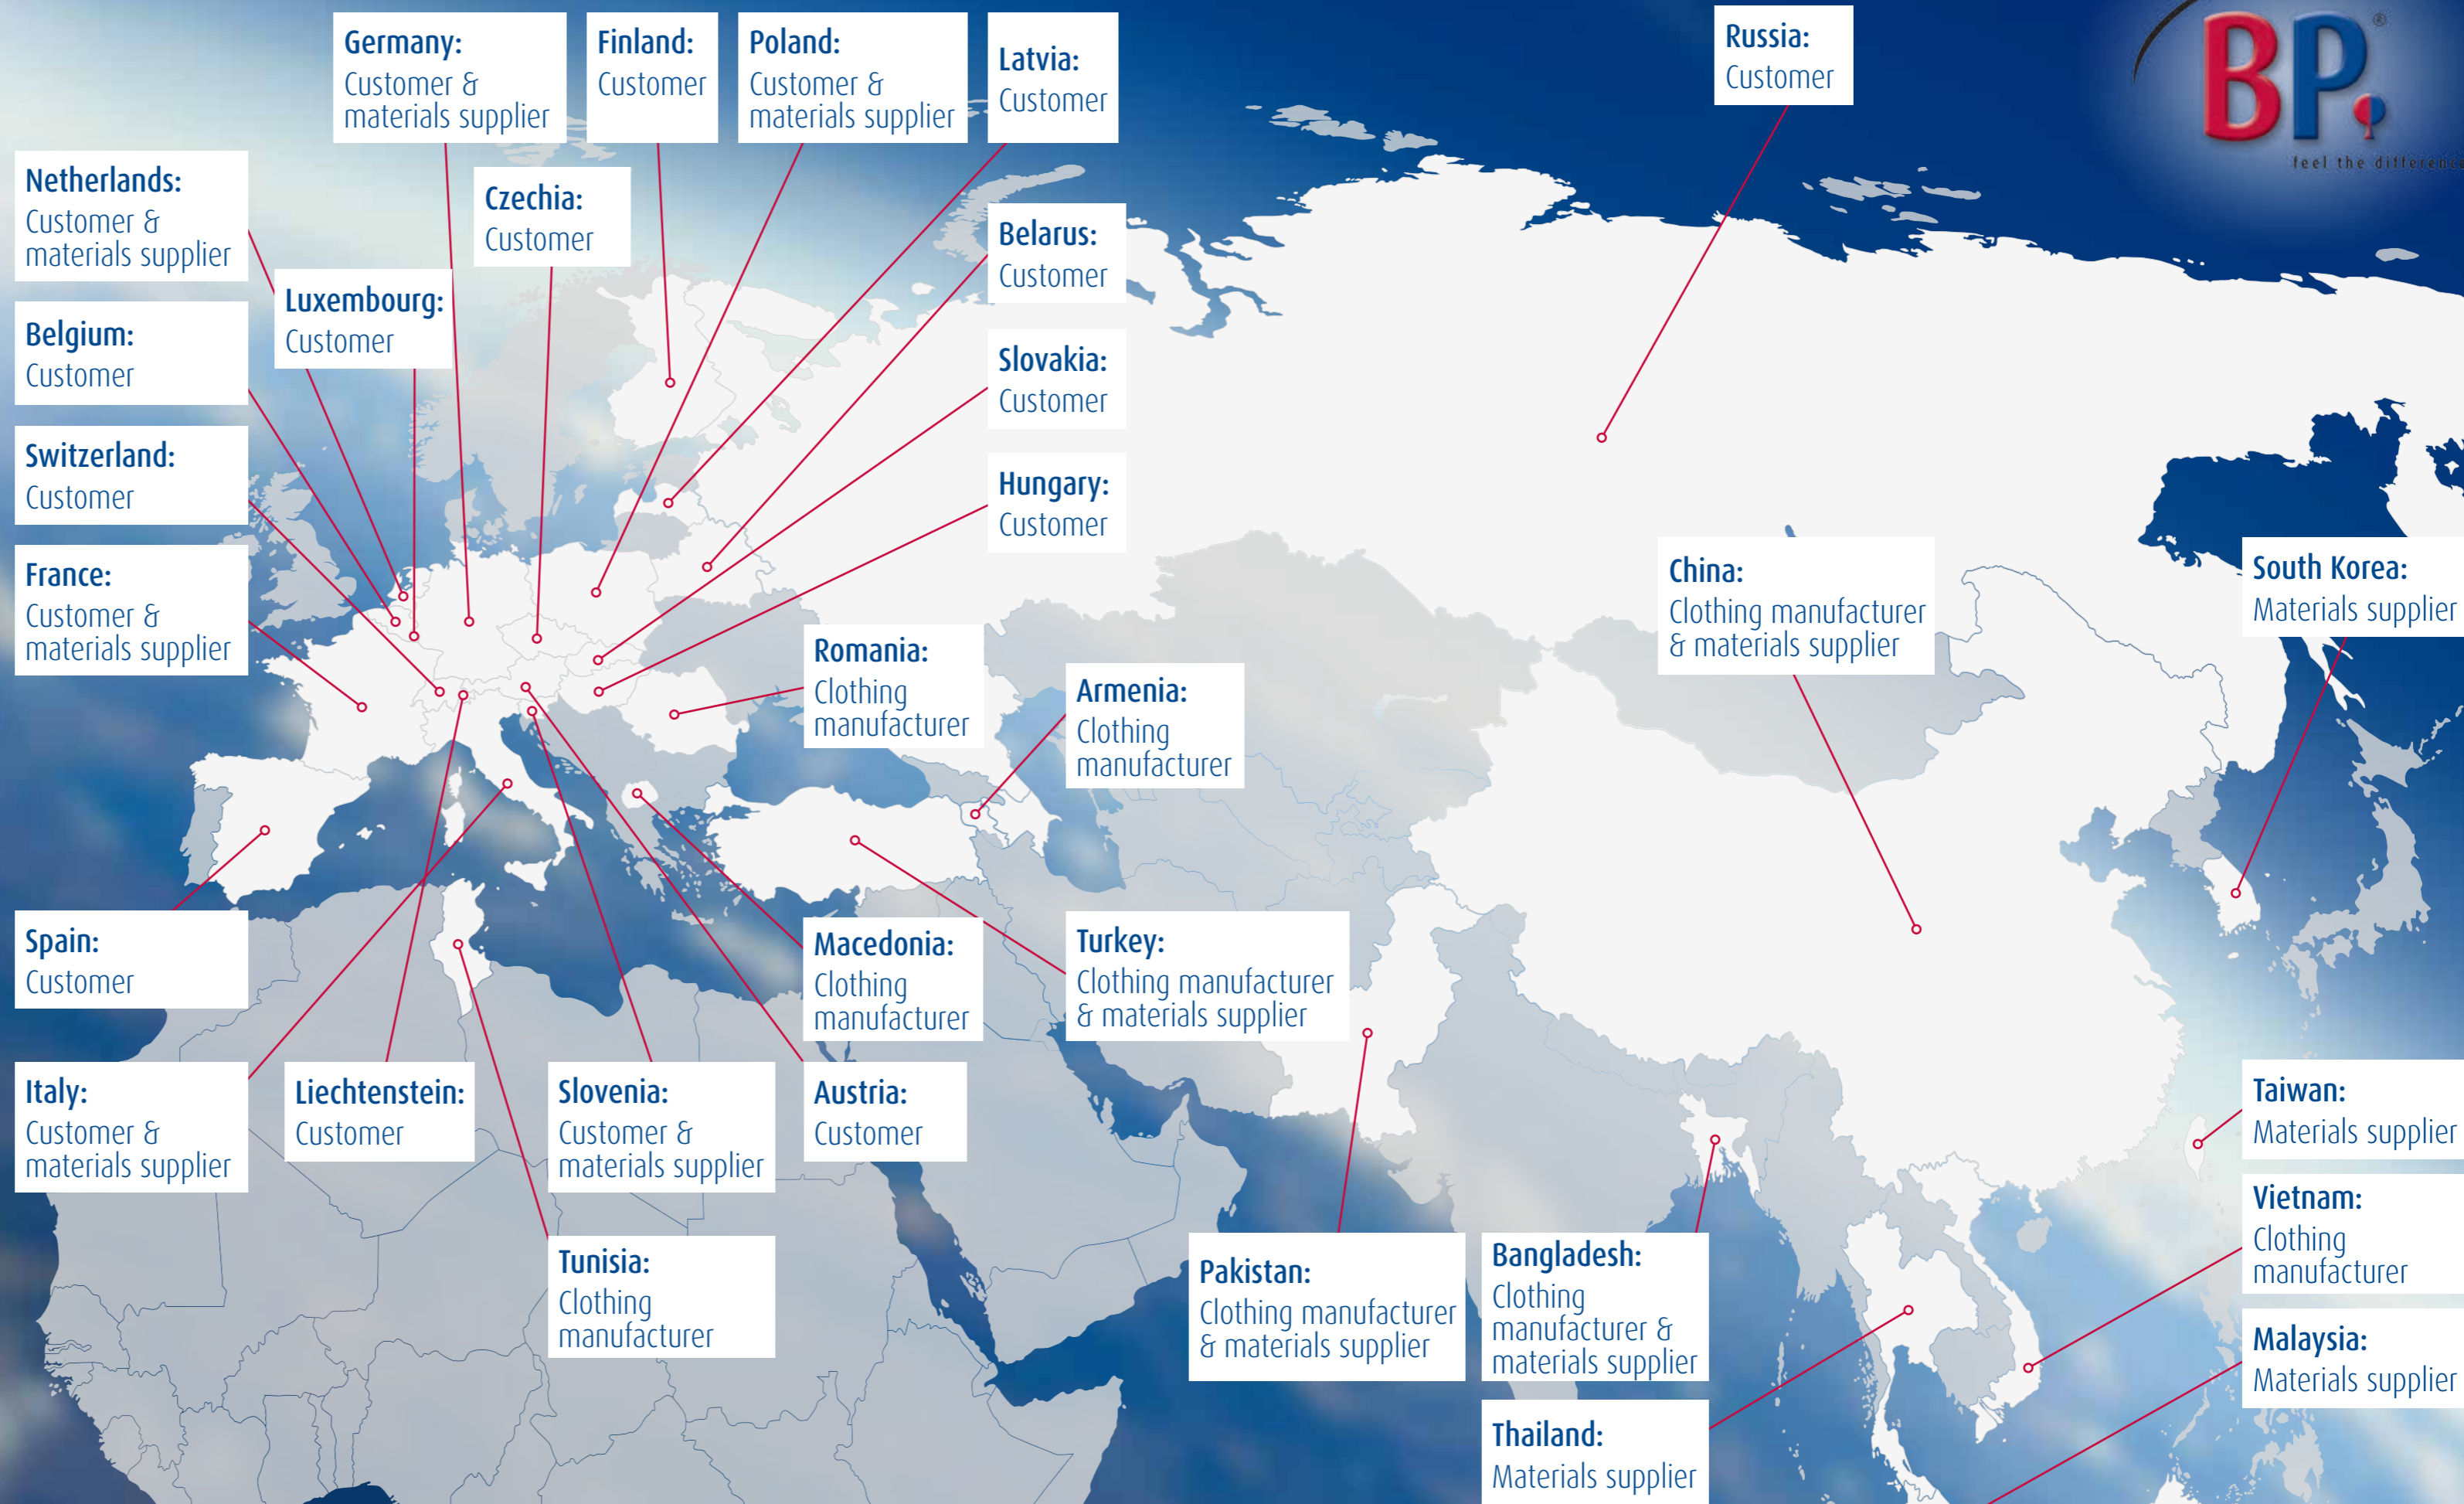 Germany:
Customer &
materials supplier
Finland:
Customer
Poland:
Customer &
materials supplier
Latvia:
Customer
Russia:
Customer
BP
®
feel the difference
Netherlands:
Customer &
materials supplier
Czechia:
Customer
Belarus:
Customer
Luxembourg:
Customer
Belgium:
Customer
Slovakia:
Customer
Switzerland:
Customer
Hungary:
Customer
France:
Customer &
materials supplier
China:
Clothing manufacturer
& materials supplier
South Korea:
Materials supplier
Romania:
Clothing
manufacturer
Armenia:
Clothing
manufacturer
Spain:
Customer
Macedonia:
Clothing
manufacturer
Turkey:
Clothing manufacturer
& materials supplier
Italy:
Customer &
materials supplier
Liechtenstein:
Customer
Slovenia:
Customer &
materials supplier
Austria:
Customer
Taiwan:
Materials supplier
Vietnam:
Clothing
manufacturer
Tunisia:
Clothing
manufacturer
Pakistan:
Clothing manufacturer
& materials supplier
Bangladesh:
Clothing
manufacturer &
materials supplier
Malaysia:
Materials supplier
Thailand:
Materials supplier